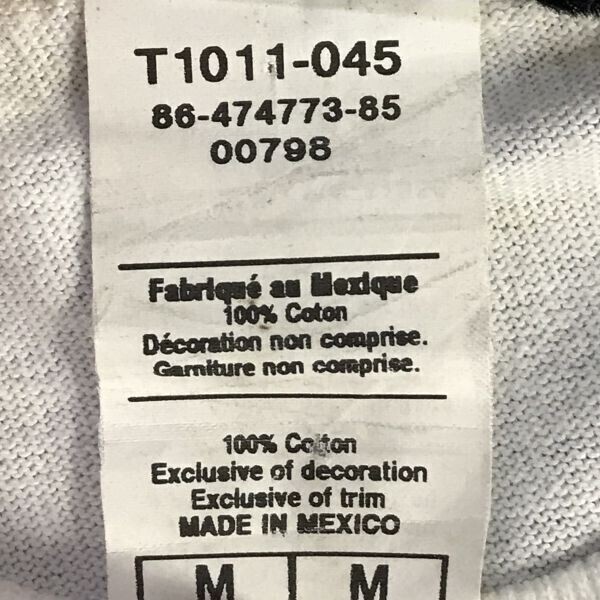 T1011-045
86-474773-85
00798
Fabriqué au Mexique
100% Coton
Décoration non comprise.
Garniture non comprise.
100% Cotton
Exclusive of decoration
Exclusive of trim
MADE IN MEXICO
M M